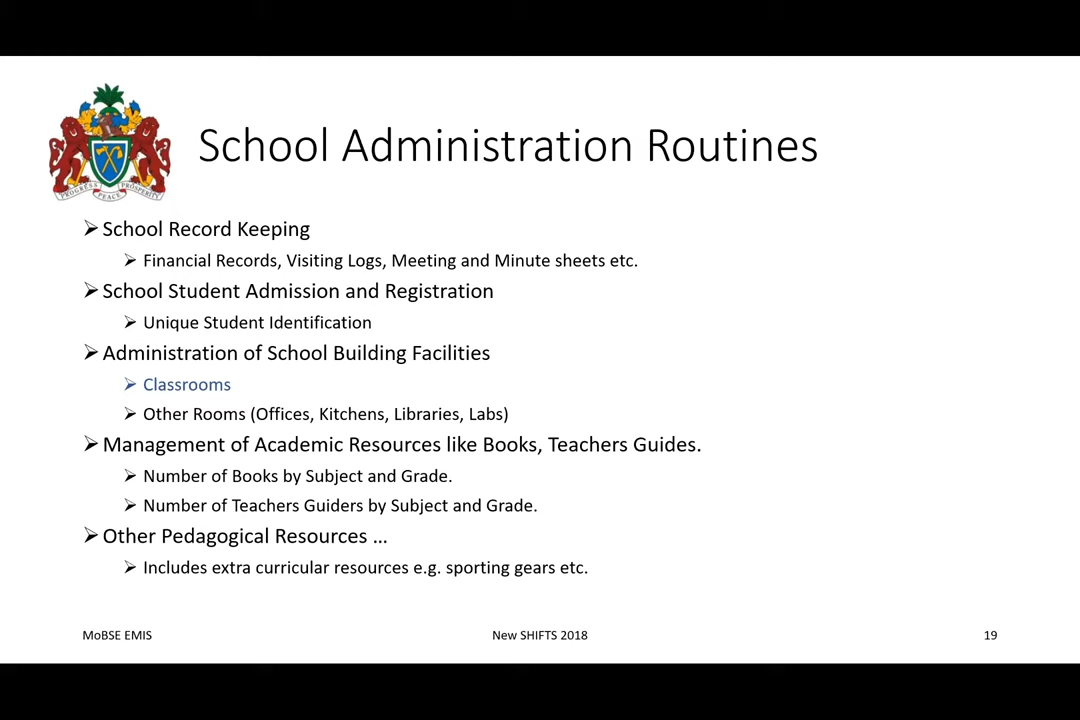 School Administration Routines
PROGRESS PEACE PROSPERITY
School Record Keeping
Financial Records, Visiting Logs, Meeting and Minute sheets etc.
School Student Admission and Registration
Unique Student Identification
Administration of School Building Facilities
Classrooms
Other Rooms (Offices, Kitchens, Libraries, Labs)
Management of Academic Resources like Books, Teachers Guides.
Number of Books by Subject and Grade.
Number of Teachers Guiders by Subject and Grade.
Other Pedagogical Resources …
Includes extra curricular resources e.g. sporting gears etc.
MoBSE EMIS
New SHIFTS 2018
19